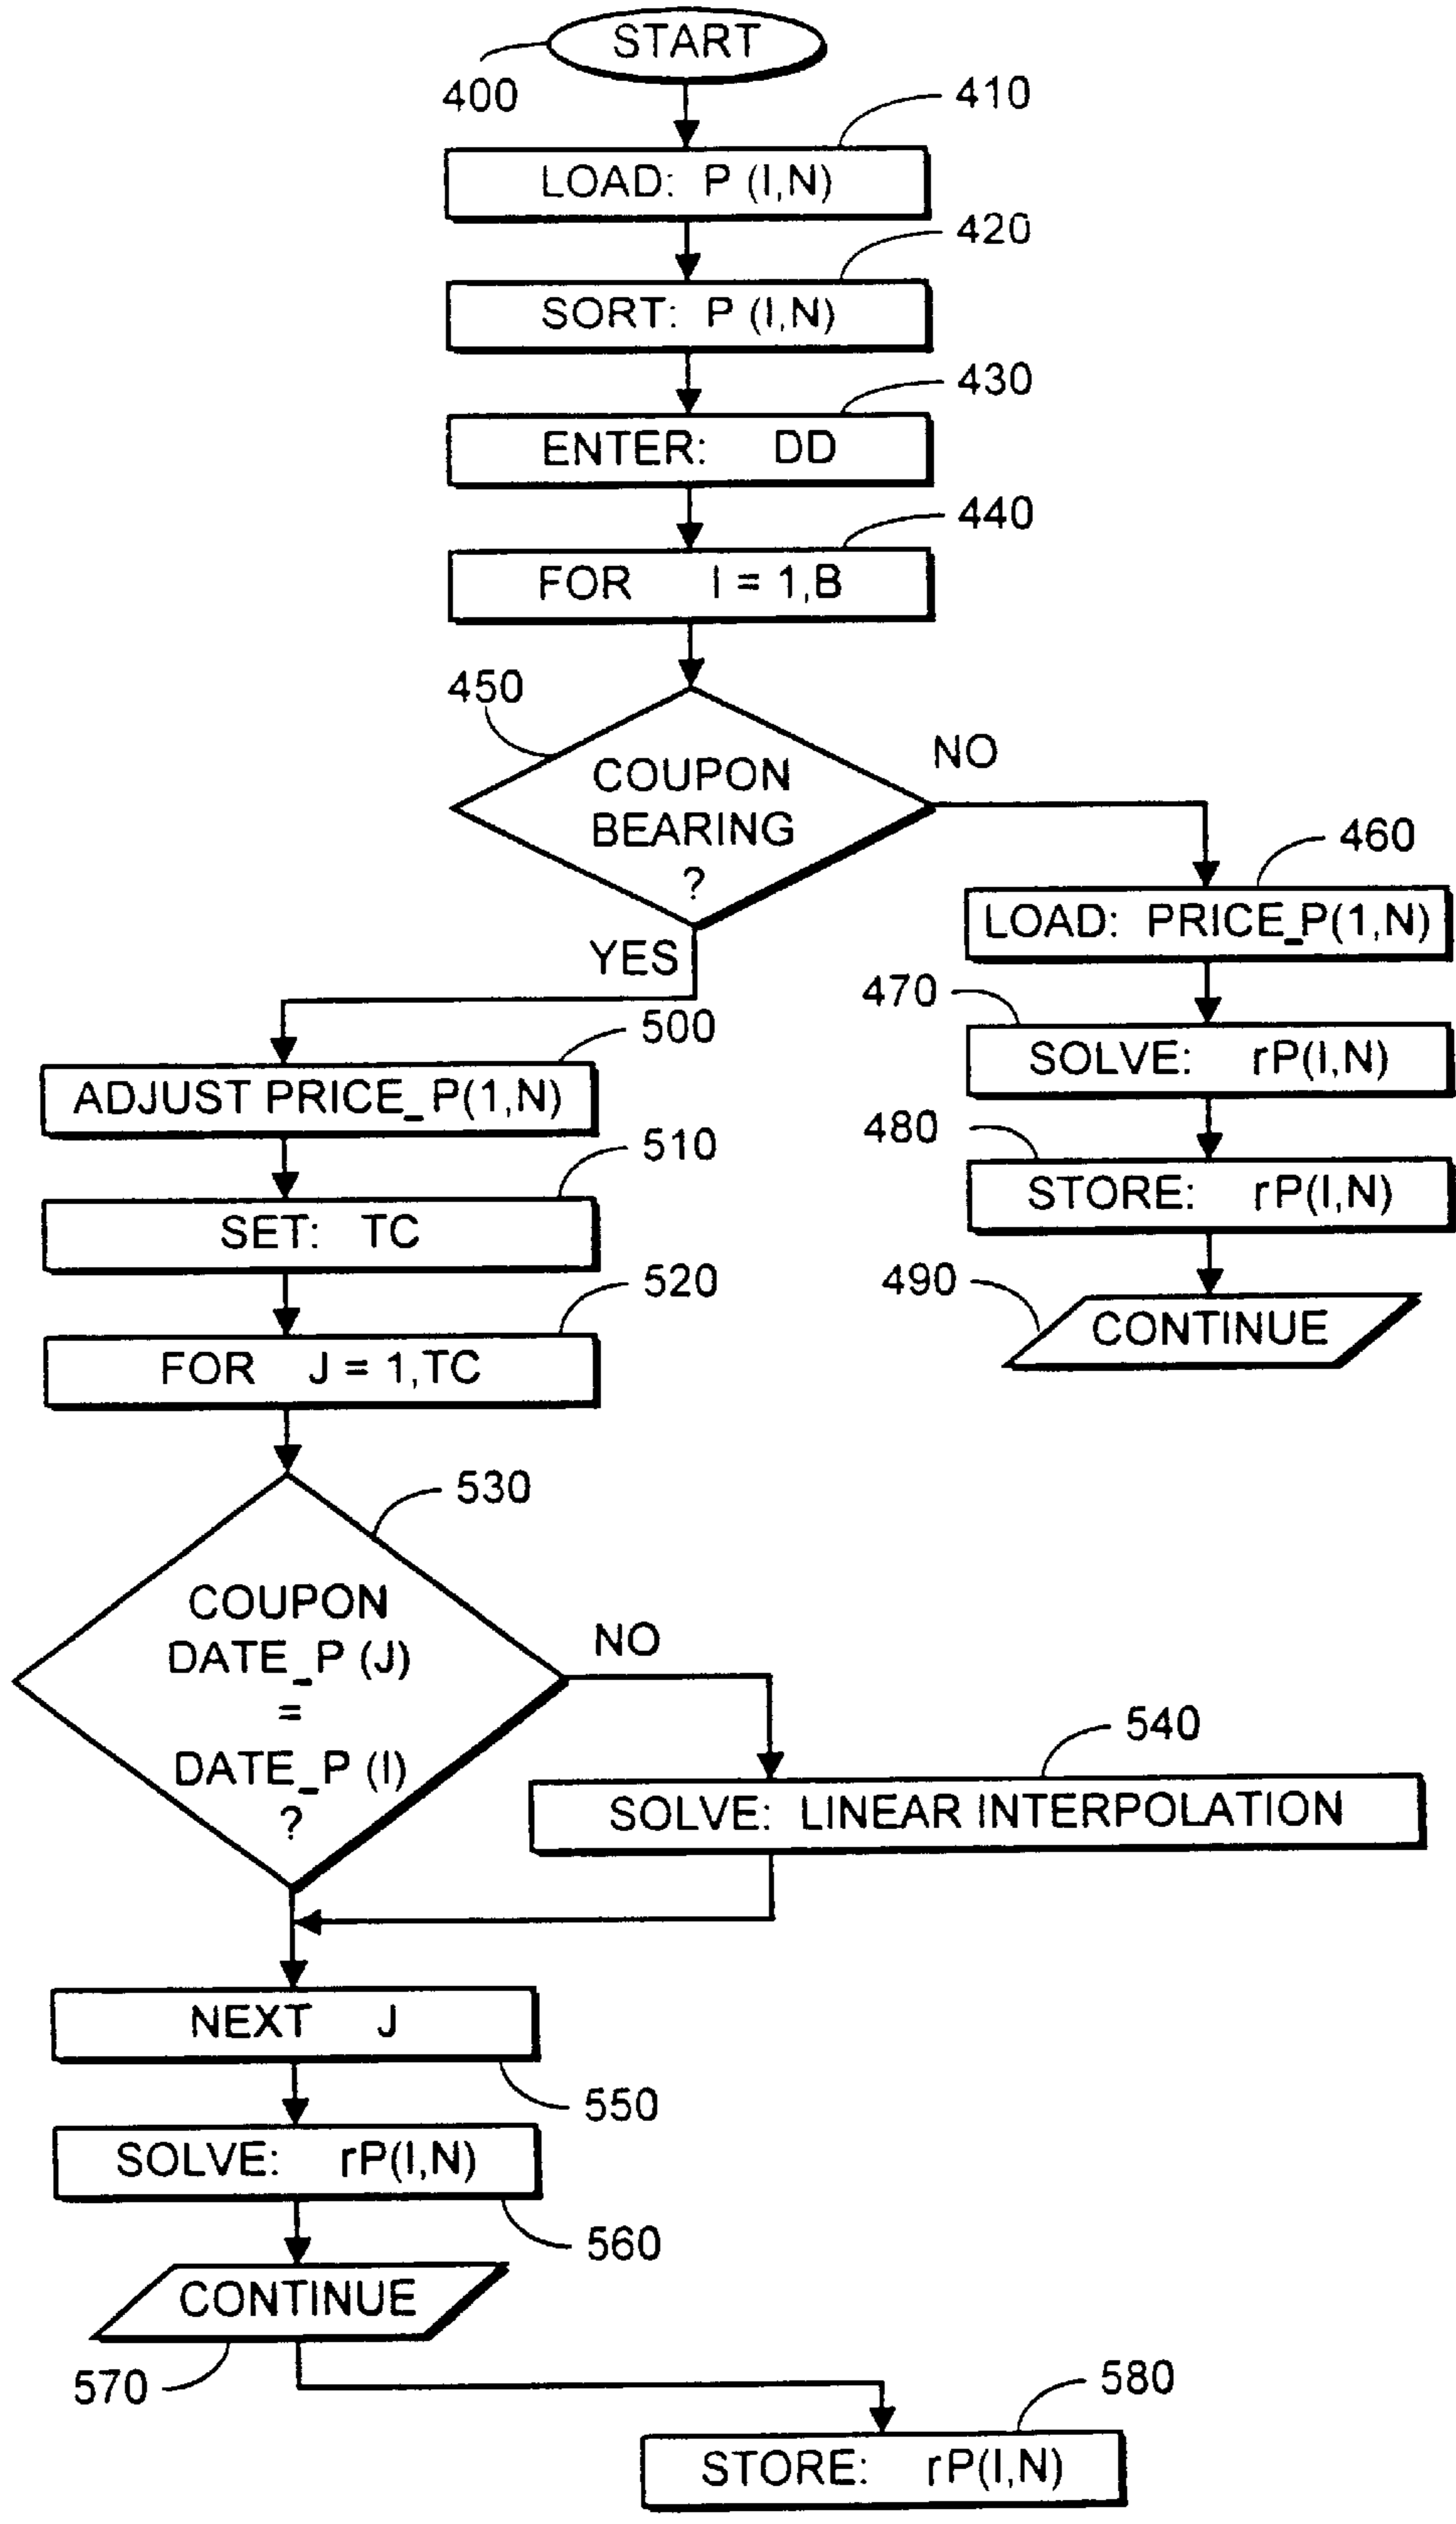 START
400
410
LOAD: P (I,N)
420
SORT: P (I,N)
430
ENTER: DD
440
FOR I = 1,B
450
COUPON
BEARING
?
NO
YES
460
LOAD: PRICE_P(1,N)
470
SOLVE: rP(I,N)
480
STORE: rP(I,N)
490
CONTINUE
500
ADJUST PRICE_P(1,N)
510
SET: TC
520
FOR J = 1,TC
530
COUPON
DATE_P (J)
=
DATE_P (I)
?
NO
540
SOLVE: LINEAR INTERPOLATION
NEXT J
550
SOLVE: rP(I,N)
560
CONTINUE
570
580
STORE: rP(I,N)